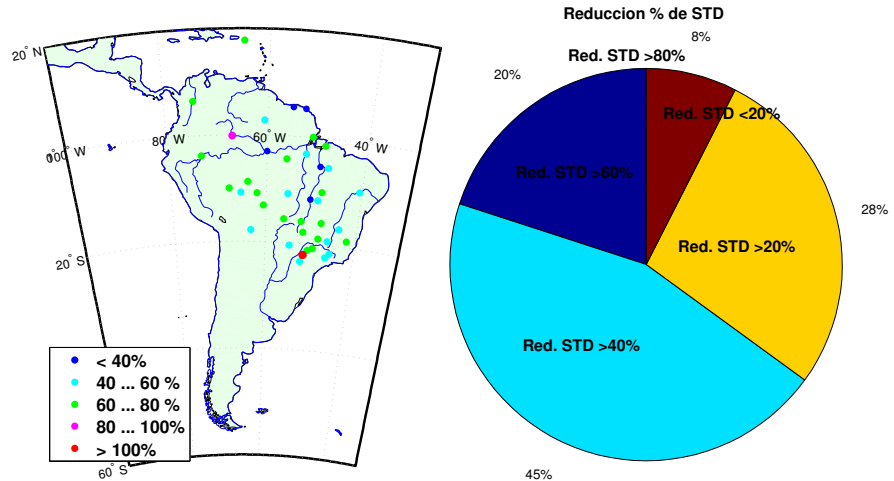 Reduccion % de STD
20° N
80° W
60° W
40° W
100° W
20° S
60° S
< 40%
40 ... 60 %
60 ... 80 %
80 ... 100%
> 100%
8%
Red. STD >80%
20%
Red. STD <20%
Red. STD >60%
28%
Red. STD >20%
Red. STD >40%
45%